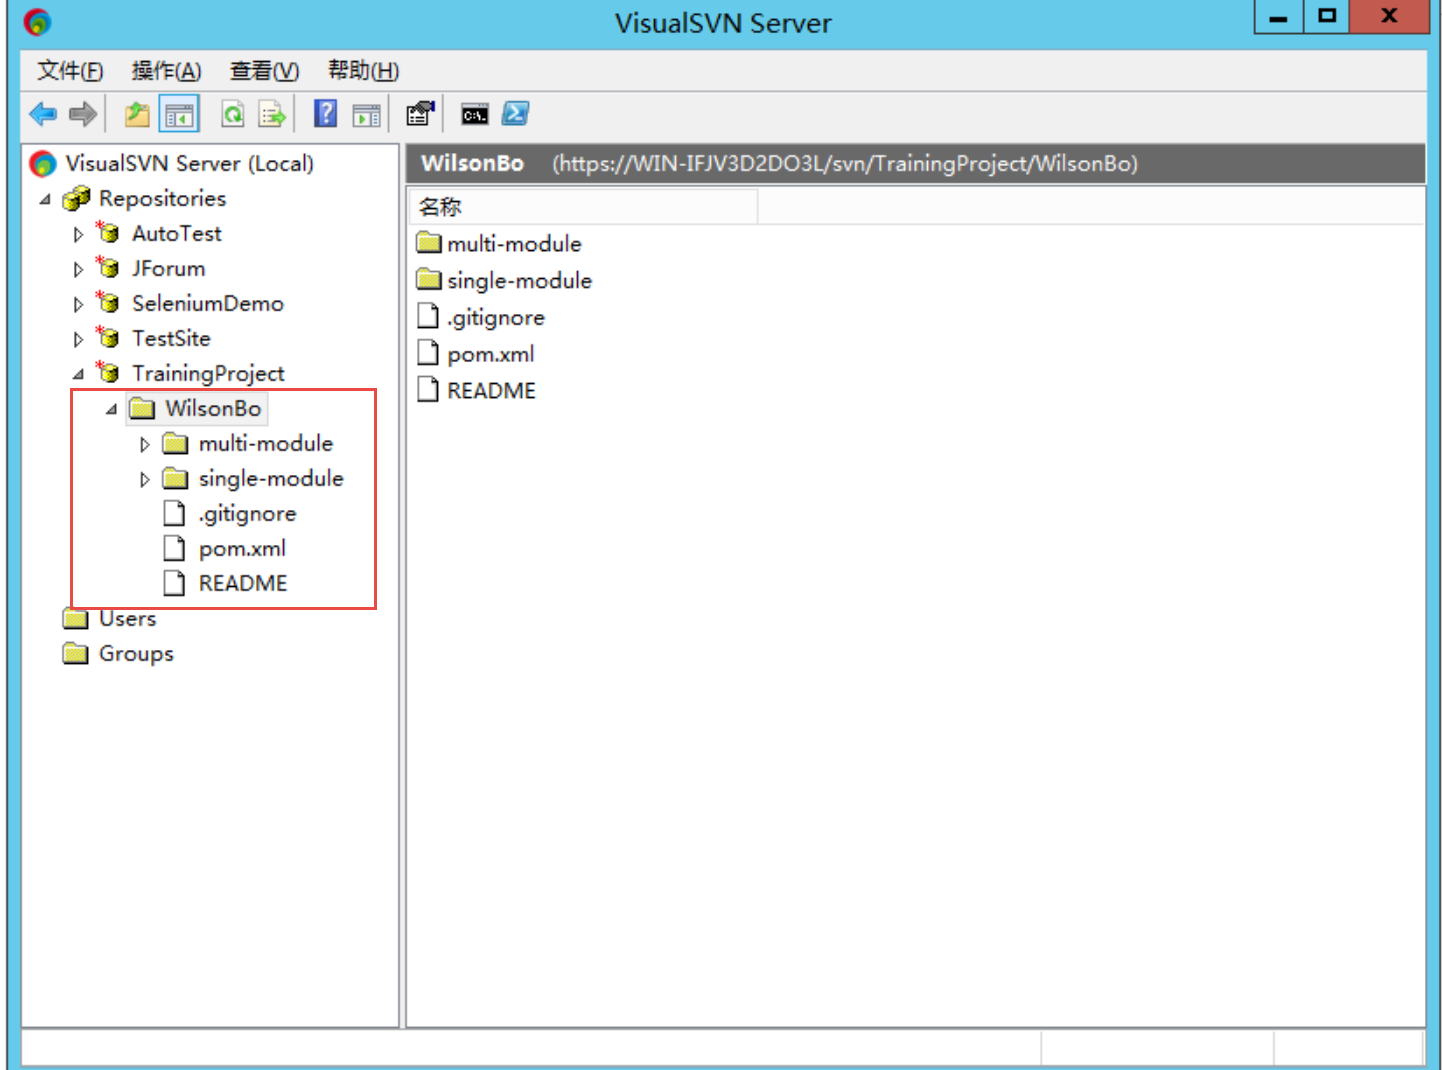 VisualSVN Server
文件(F) 操作(A) 查看(V) 帮助(H)
C:\.
VisualSVN Server (Local)
Repositories
AutoTest
JForum
SeleniumDemo
TestSite
TrainingProject
WilsonBo
multi-module
single-module
.gitignore
pom.xml
README
Users
Groups
WilsonBo (https://WIN-IFJV3D2DO3L/svn/TrainingProject/WilsonBo)
名称
multi-module
single-module
.gitignore
pom.xml
README